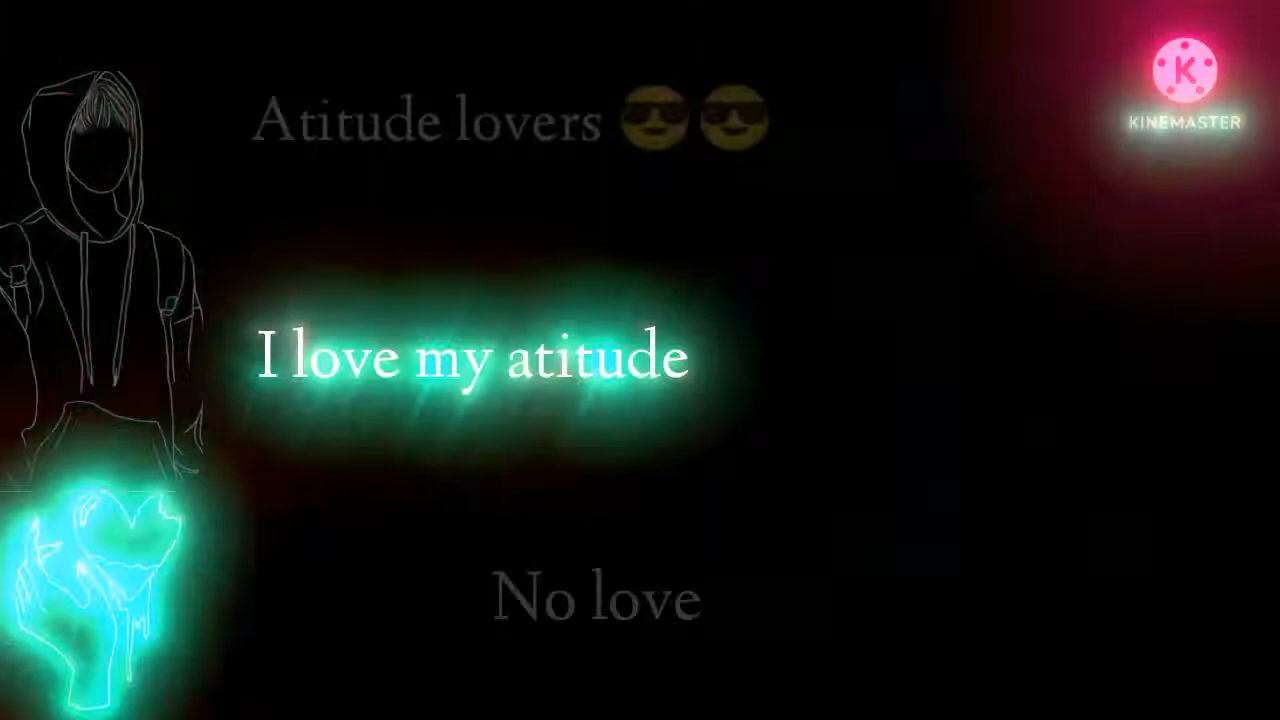 Atitude lovers 😎😎
K
KINEMASTER
I love my atitude
No love